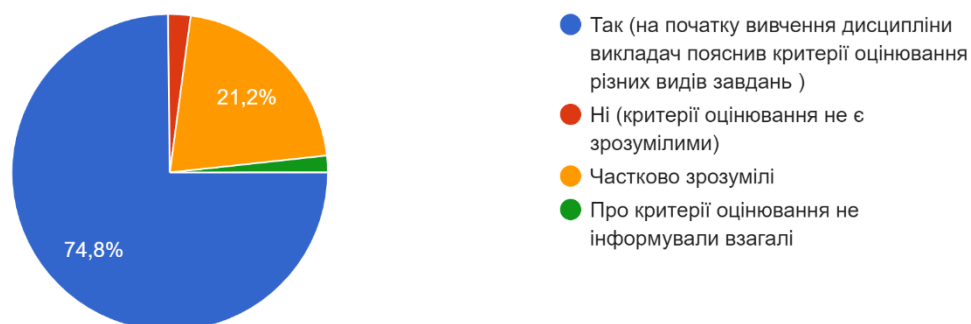 21,2%
74,8%
Так (на початку вивчення дисципліни
викладач пояснив критерії оцінювання
різних видів завдань )
Ні (критерії оцінювання не є
зрозумілими)
Частково зрозумілі
Про критерії оцінювання не
інформували взагалі